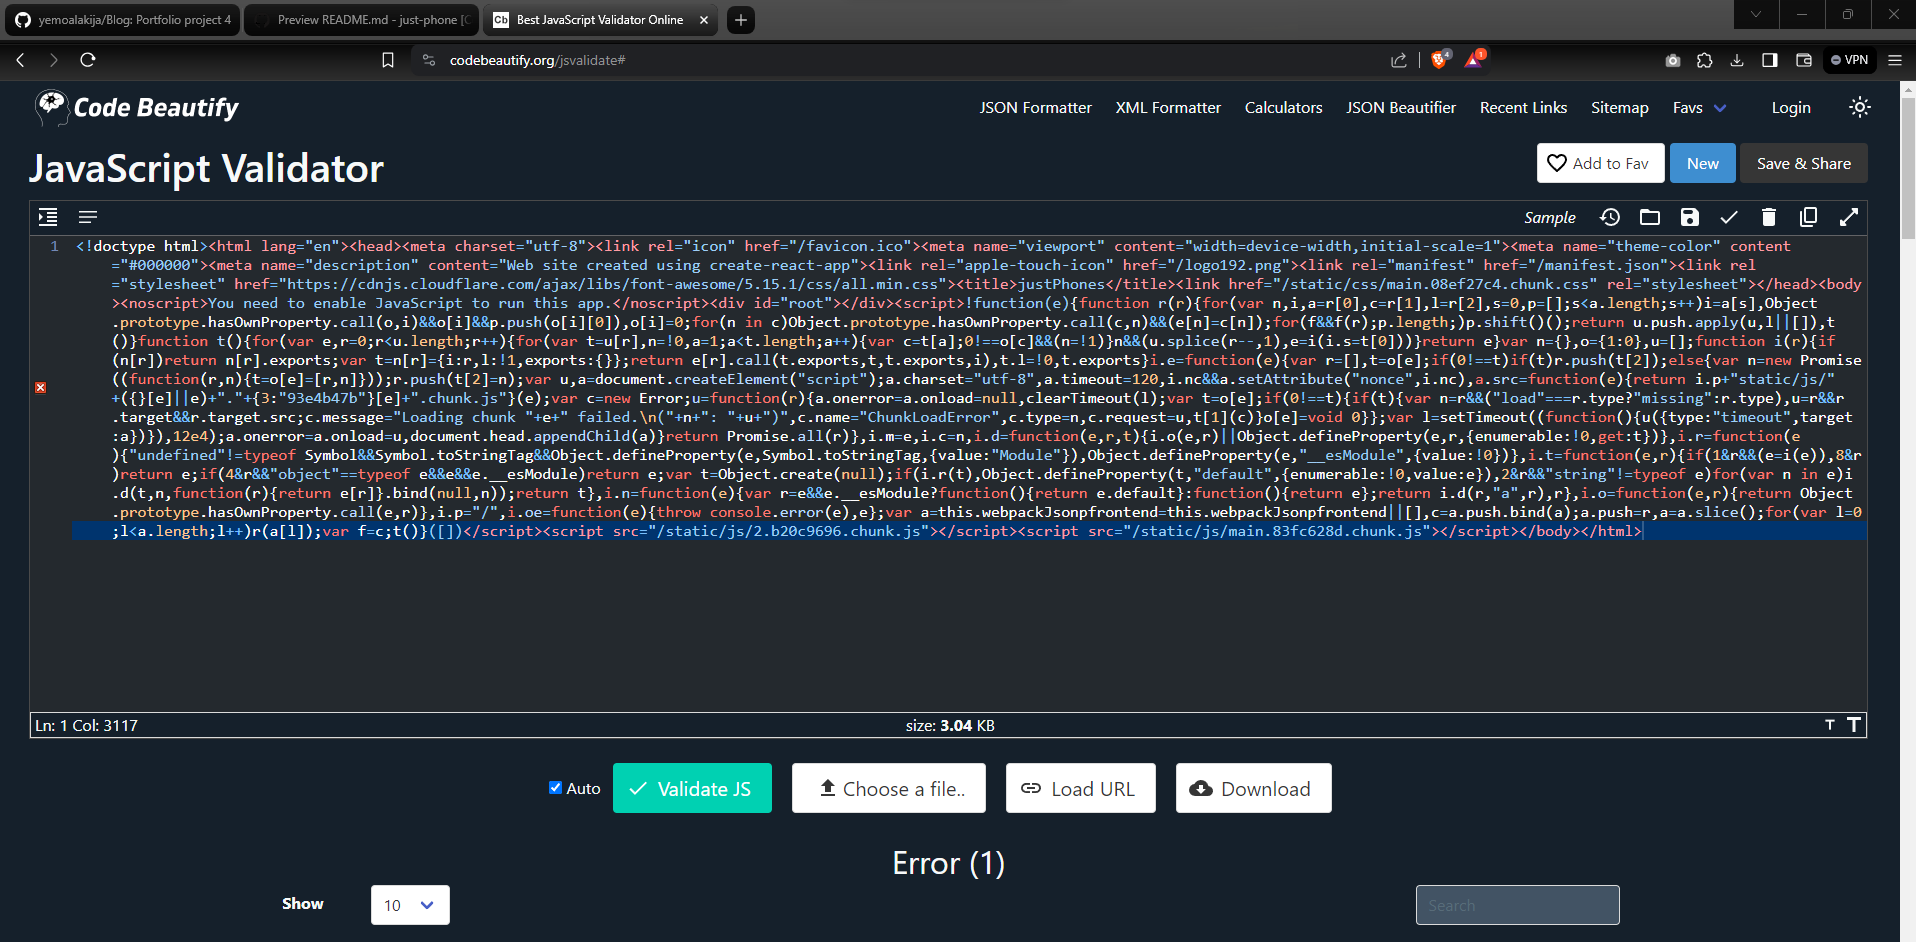 yemoalakija/Blog: Portfolio project 4
Preview README.md - just-phone [C
Cb Best JavaScript Validator Online
codebeautify.org/jsvalidate#
4
1
VPN
Code Beautify
JSON Formatter XML Formatter Calculators JSON Beautifier Recent Links Sitemap Favs Login
JavaScript Validator
Add to Fav New Save & Share
Sample
1 <!doctype html><html lang="en"><head><meta charset="utf-8"><link rel="icon" href="/favicon.ico"><meta name="viewport" content="width=device-width,initial-scale=1"><meta name="theme-color" content
="#000000"><meta name="description" content="Web site created using create-react-app"><link rel="apple-touch-icon" href="/logo192.png"><link rel="manifest" href="/manifest.json"><link rel
="stylesheet" href="https://cdnjs.cloudflare.com/ajax/libs/font-awesome/5.15.1/css/all.min.css"><title>justPhones</title><link href="/static/css/main.08ef27c4.chunk.css" rel="stylesheet"></head><body
><noscript>You need to enable JavaScript to run this app.</noscript><div id="root"></div><script>!function(e){function r(r){for(var n,i,a=r[0],c=r[1],l=r[2],s=0,p=[];s<a.length;s++)i=a[s],Object
.prototype.hasOwnProperty.call(o,i)&&o[i]&&p.push(o[i][0]),o[i]=0;for(n in c)Object.prototype.hasOwnProperty.call(c,n)&&(e[n]=c[n]);for(f&&f(r);p.length;)p.shift()();return u.push.apply(u,l||[]),t
()}function t(){for(var e,r=0;r<u.length;r++){for(var t=u[r],n=!0,a=1;a<t.length;a++){var c=t[a];0!==o[c]&&(n=!1)}n&&(u.splice(r--,1),e=i(i.s=t[0]))}return e}var n={},o={1:0},u=[];function i(r){if
(n[r])return n[r].exports;var t=n[r]={i:r,l:!1,exports:{}};return e[r].call(t.exports,t,t.exports,i),t.l=!0,t.exports}i.e=function(e){var r=[],t=o[e];if(0!==t)if(t)r.push(t[2]);else{var n=new Promise
((function(r,n){t=o[e]=[r,n]}));r.push(t[2]=n);var u,a=document.createElement("script");a.charset="utf-8",a.timeout=120,i.nc&&a.setAttribute("nonce",i.nc),a.src=function(e){return i.p+"static/js/"
+({}[e]||e)+"."+{3:"93e4b47b"}[e]+".chunk.js"}(e);var c=new Error;u=function(r){a.onerror=a.onload=null,clearTimeout(l);var t=o[e];if(0!==t){if(t){var n=r&&("load"===r.type?"missing":r.type),u=r&&r
.target&&r.target.src;c.message="Loading chunk "+e+" failed.\n("+n+": "+u+")",c.name="ChunkLoadError",c.type=n,c.request=u,t[1](c)}o[e]=void 0}};var l=setTimeout((function(){u({type:"timeout",target
:a})}),12e4);a.onerror=a.onload=u,document.head.appendChild(a)}return Promise.all(r)},i.m=e,i.c=n,i.d=function(e,r,t){i.o(e,r)||Object.defineProperty(e,r,{enumerable:!0,get:t})},i.r=function(e
){"undefined"!=typeof Symbol&&Symbol.toStringTag&&Object.defineProperty(e,Symbol.toStringTag,{value:"Module"}),Object.defineProperty(e,"__esModule",{value:!0})},i.t=function(e,r){if(1&r&&(e=i(e)),8&r
)return e;if(4&r&&"object"==typeof e&&e&&e.__esModule)return e;var t=Object.create(null);if(i.r(t),Object.defineProperty(t,"default",{enumerable:!0,value:e}),2&r&&"string"!=typeof e)for(var n in e)i
.d(t,n,function(r){return e[r]}.bind(null,n));return t},i.n=function(e){var r=e&&e.__esModule?function(){return e.default}:function(){return e};return i.d(r,"a",r),r},i.o=function(e,r){return Object
.prototype.hasOwnProperty.call(e,r)},i.p="/",i.oe=function(e){throw console.error(e),e};var a=this.webpackJsonpfrontend=this.webpackJsonpfrontend||[],c=a.push.bind(a);a.push=r,a=a.slice();for(var l=0
;l<a.length;l++)r(a[l]);var f=c;t()}([])</script><script src="/static/js/2.b20c9696.chunk.js"></script><script src="/static/js/main.83fc628d.chunk.js"></script></body></html>
Ln: 1 Col: 3117 size: 3.04 KB T T
Auto Validate JS Choose a file.. Load URL Download
Error (1)
Show 10 Search